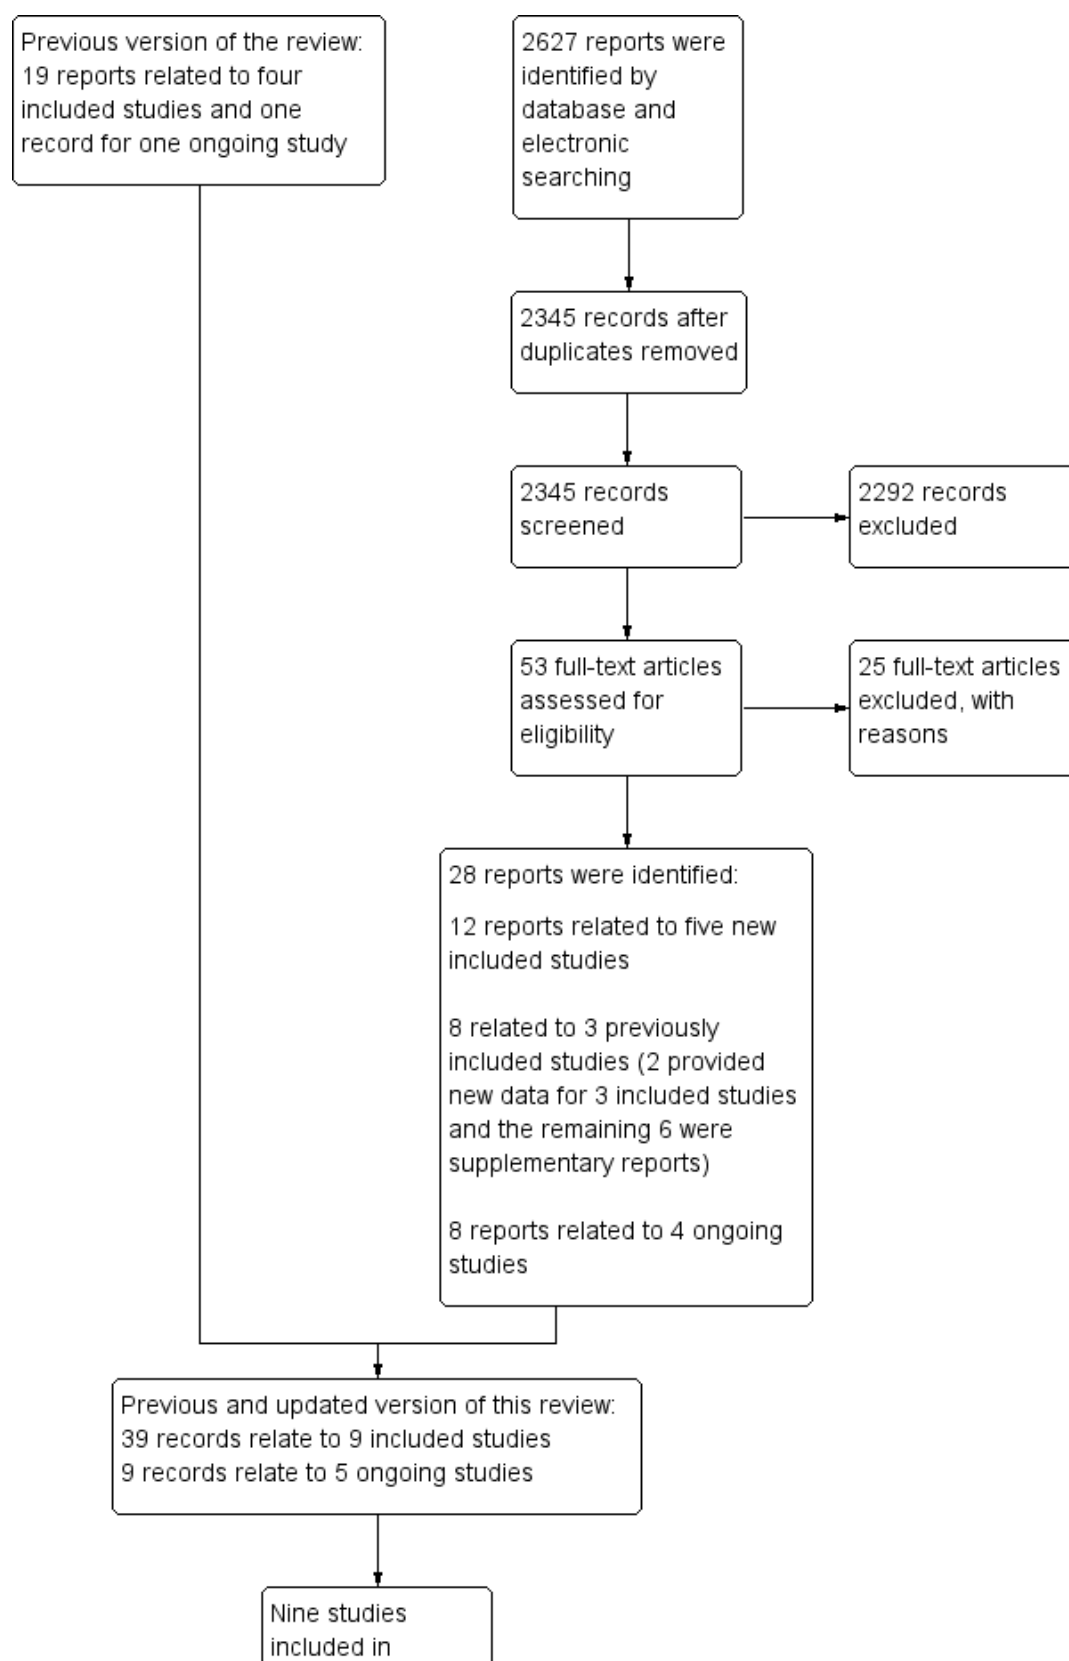 Previous version of the review:
19 reports related to four
included studies and one
record for one ongoing study
2627 reports were
identified by
database and
electronic
searching
2345 records after
duplicates removed
2345 records
screened
2292 records
excluded
53 full-text articles
assessed for
eligibility
25 full-text articles
excluded, with
reasons
28 reports were identified:
12 reports related to five new
included studies
8 related to 3 previously
included studies (2 provided
new data for 3 included studies
and the remaining 6 were
supplementary reports)
8 reports related to 4 ongoing
studies
Previous and updated version of this review:
39 records relate to 9 included studies
9 records relate to 5 ongoing studies
Nine studies
included in